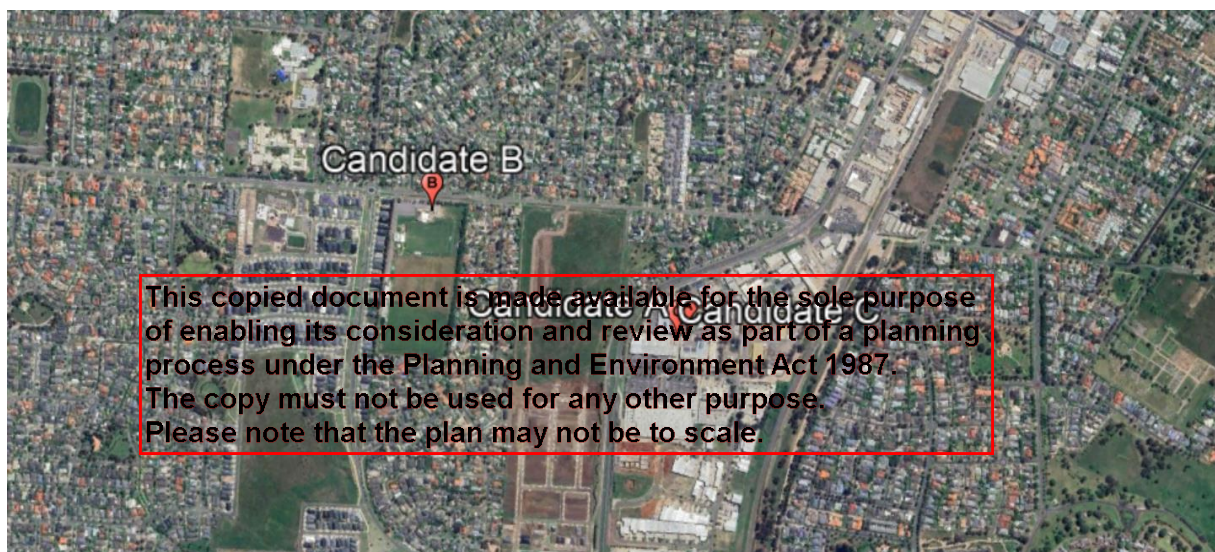 Candidate B
B
Candidate A
Candidate C
This copied document is made available for the sole purpose
of enabling its consideration and review as part of a planning
process under the Planning and Environment Act 1987.
The copy must not be used for any other purpose.
Please note that the plan may not be to scale.